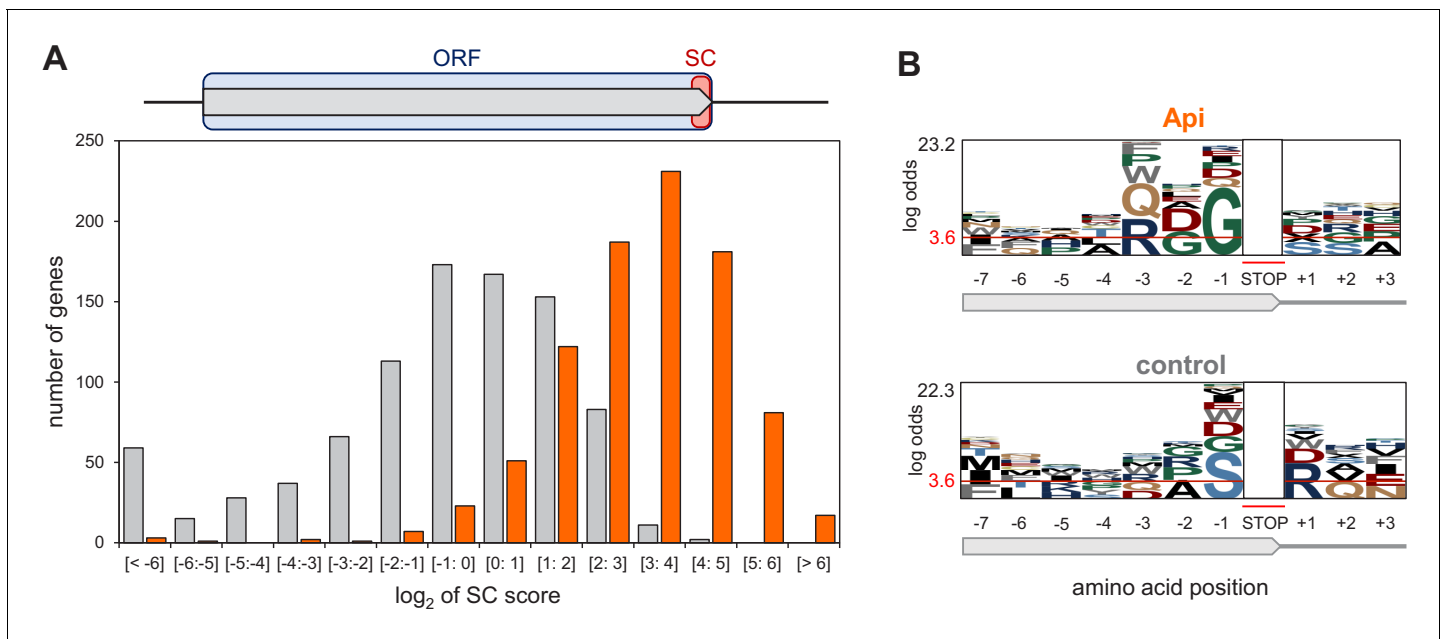 A
ORF
SC
250
200
150
100
50
0
number of genes
[< -6] [-6:-5] [-5:-4] [-4:-3] [-3:-2] [-2:-1] [-1: 0] [0: 1] [1: 2] [2: 3] [3: 4] [4: 5] [5: 6] [> 6]
log2 of SC score
B
Api
23.2
log odds
3.6
-7 -6 -5 -4 -3 -2 -1 STOP +1 +2 +3
control
22.3
log odds
3.6
-7 -6 -5 -4 -3 -2 -1 STOP +1 +2 +3
amino acid position